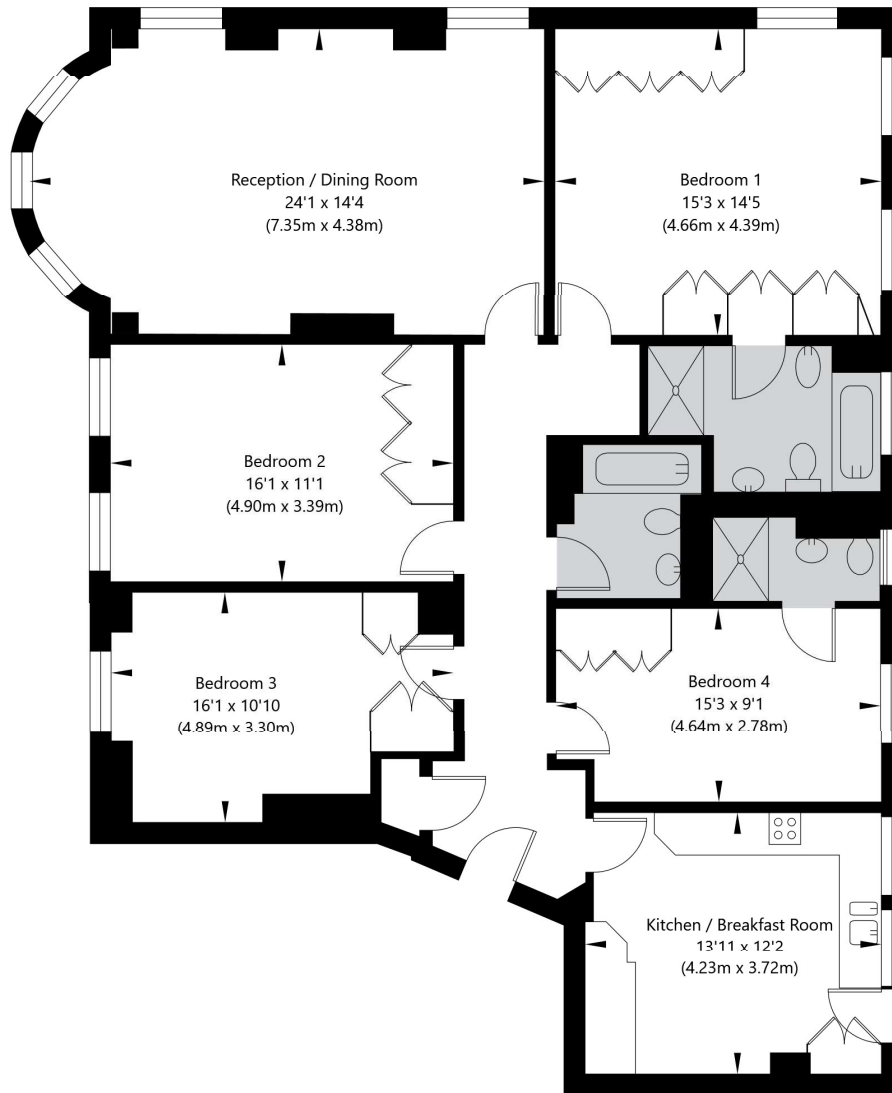 Reception / Dining Room
24'1 x 14'4
(7.35m x 4.38m)
Bedroom 1
15'3 x 14'5
(4.66m x 4.39m)
Bedroom 2
16'1 x 11'1
(4.90m x 3.39m)
Bedroom 3
16'1 x 10'10
(4.89m x 3.30m)
Bedroom 4
15'3 x 9'1
(4.64m x 2.78m)
Kitchen / Breakfast Room
13'11 x 12'2
(4.23m x 3.72m)